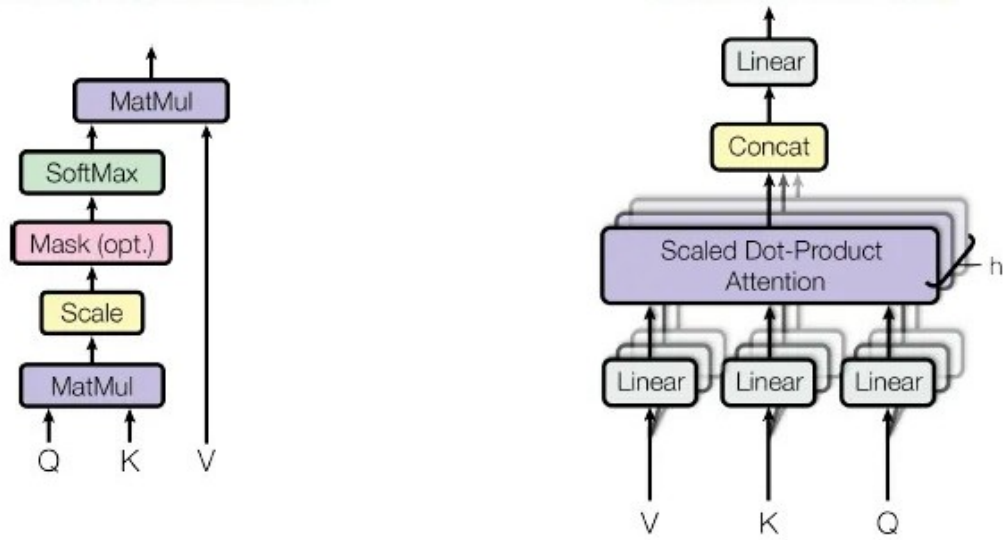 MatMul
SoftMax
Mask (opt.)
Scale
MatMul
Q K V
Linear
Concat
Scaled Dot-Product
Attention
h
Linear Linear Linear
V K Q